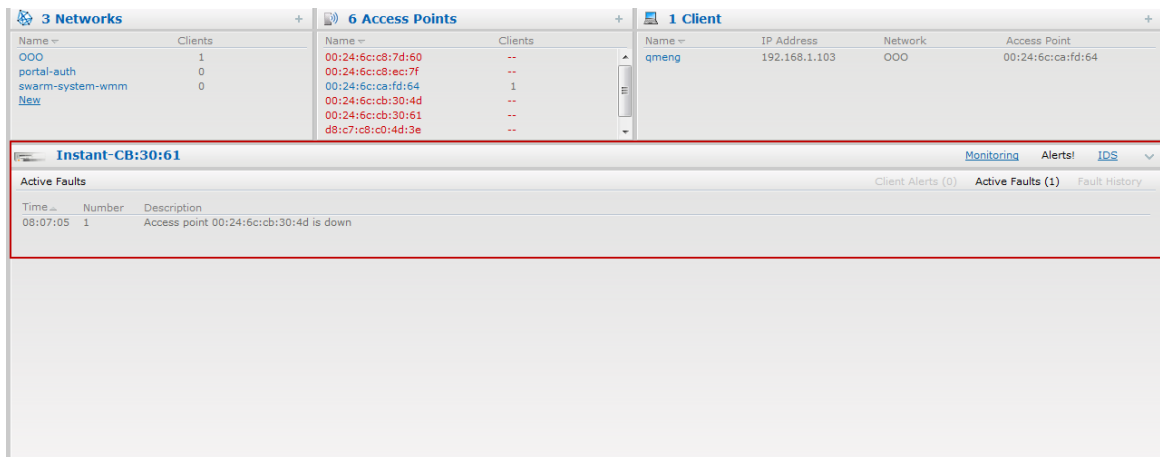 3 Networks +
Name Clients
OOO 1
portal-auth 0
swarm-system-wmm 0
New
6 Access Points +
Name Clients
00:24:6c:c8:7d:60 --
00:24:6c:c8:ec:7f --
00:24:6c:ca:fd:64 1
00:24:6c:cb:30:4d --
00:24:6c:cb:30:61 --
d8:c7:c8:c0:4d:3e --
1 Client +
Name IP Address Network Access Point
qmeng 192.168.1.103 OOO 00:24:6c:ca:fd:64
Instant-CB:30:61 Monitoring Alerts! IDS
Active Faults Client Alerts (0) Active Faults (1) Fault History
Time Number Description
08:07:05 1 Access point 00:24:6c:cb:30:4d is down